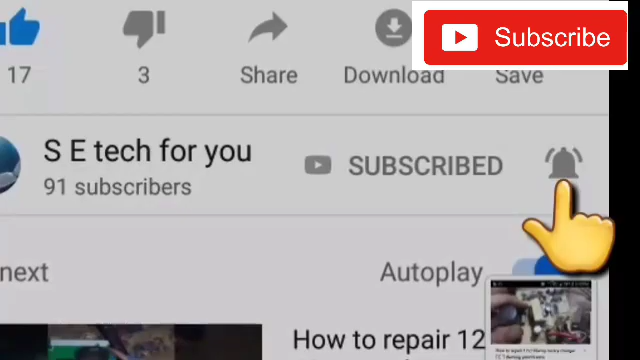 Subscribe
17
3
Share
Download
Save
S E tech for you
91 subscribers
SUBSCRIBED
next
Autoplay
How to repair 12